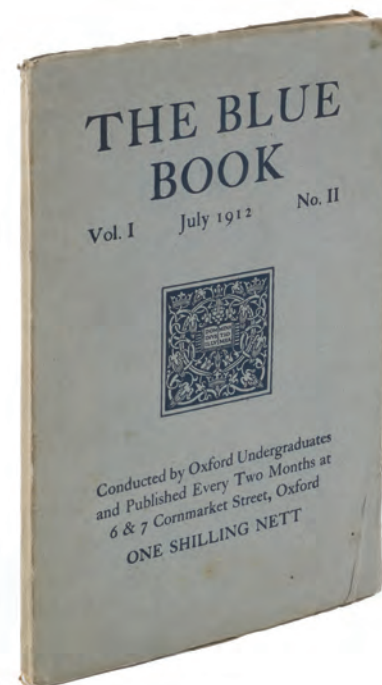 THE BLUE
BOOK
Vol. I July 1912 No. II
Conducted by Oxford Undergraduates
and Published Every Two Months at
6 & 7 Cornmarket Street, Oxford
ONE SHILLING NETT